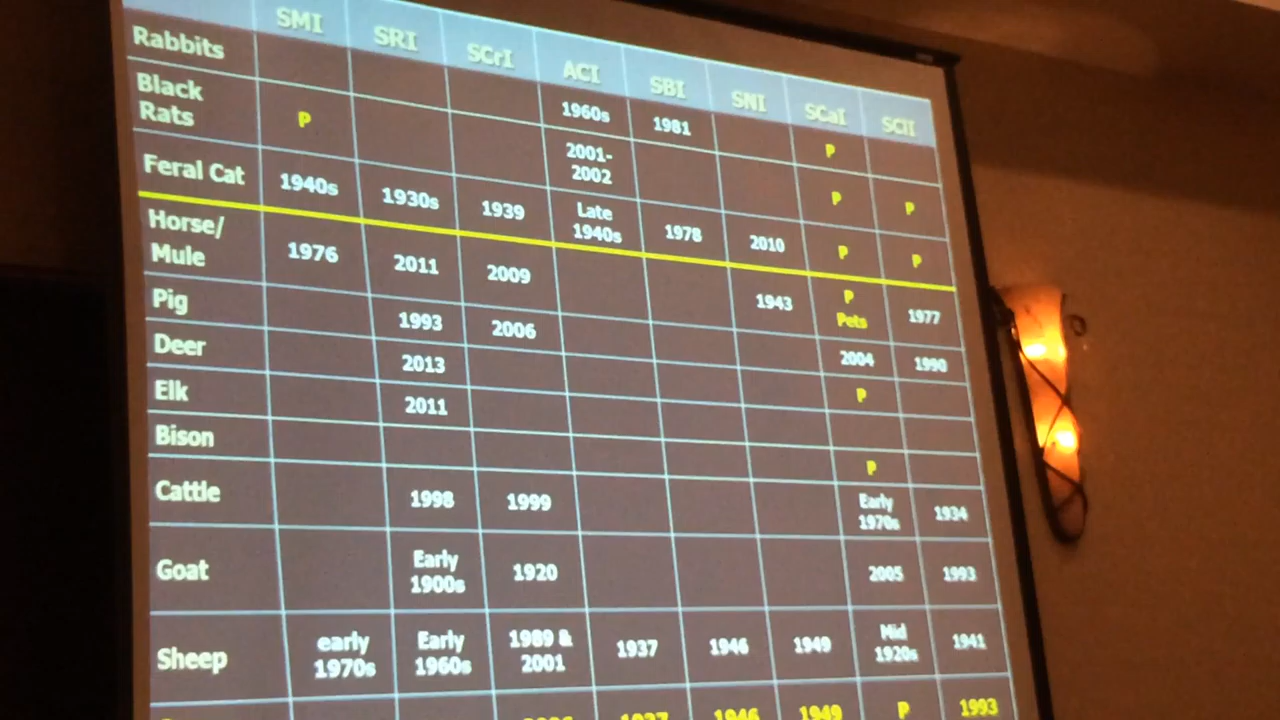 SMI SRI SCrI ACI SBI SNI SCaI SClI
Rabbits 1960s 1981 P
Black
Rats P 2001-
2002 P P
Feral Cat 1940s 1930s 1939 Late
1940s 1978 2010 P P
Horse/
Mule 1976 2011 2009 1943 P
Pets 1977
Pig 1993 2006 2004 1990
Deer 2013 P
Elk 2011
Bison P
Cattle 1998 1999 Early
1970s 1934
Goat Early
1900s 1920 2005 1993
Sheep early
1970s Early
1960s 1989 &
2001 1937 1946 1949 Mid
1920s 1941
2006 1937 1946 1949 P 1993